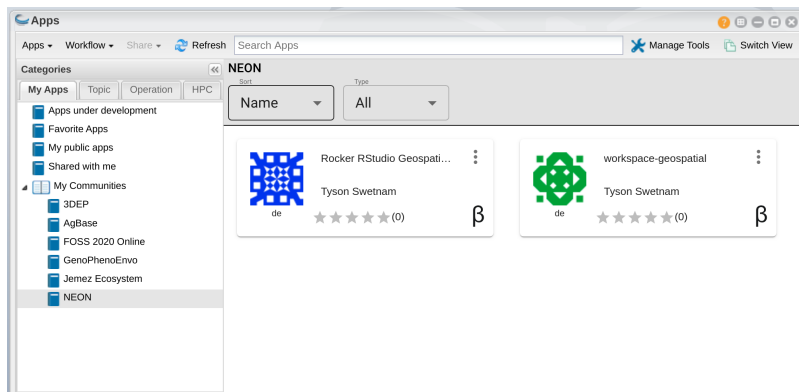 Apps
Apps Workflow Share Refresh Search Apps Manage Tools Switch View
Categories
My Apps Topic Operation HPC
Apps under development
Favorite Apps
My public apps
Shared with me
My Communities
3DEP
AgBase
FOSS 2020 Online
GenoPhenoEnvo
Jemez Ecosystem
NEON
NEON
Sort Type
Name All
Rocker RStudio Geospati...
Tyson Swetnam
de (0) β
workspace-geospatial
Tyson Swetnam
de (0) β